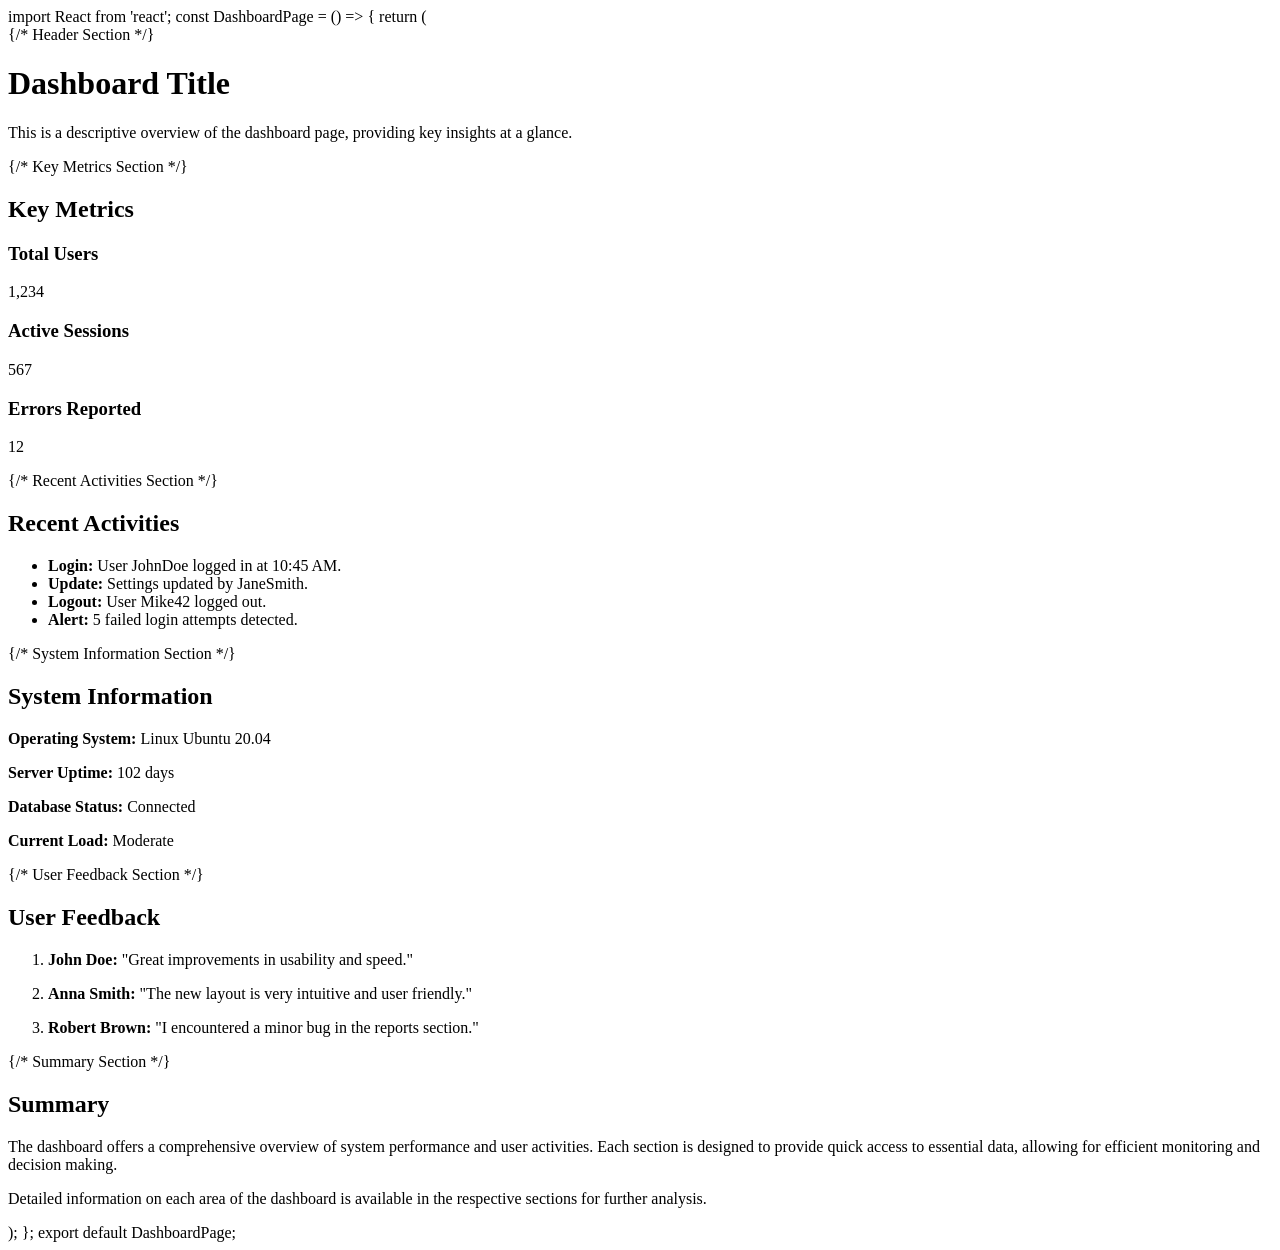 import React from 'react'; const DashboardPage = () => { return (
{/* Header Section */}
Dashboard Title
This is a descriptive overview of the dashboard page, providing key insights at a glance.
{/* Key Metrics Section */}
Key Metrics
Total Users
1,234
Active Sessions
567
Errors Reported
12
{/* Recent Activities Section */}
Recent Activities
• Login: User JohnDoe logged in at 10:45 AM.
• Update: Settings updated by JaneSmith.
• Logout: User Mike42 logged out.
• Alert: 5 failed login attempts detected.
{/* System Information Section */}
System Information
Operating System: Linux Ubuntu 20.04
Server Uptime: 102 days
Database Status: Connected
Current Load: Moderate
{/* User Feedback Section */}
User Feedback
1. John Doe: "Great improvements in usability and speed."
2. Anna Smith: "The new layout is very intuitive and user friendly."
3. Robert Brown: "I encountered a minor bug in the reports section."
{/* Summary Section */}
Summary
The dashboard offers a comprehensive overview of system performance and user activities. Each section is designed to provide quick access to essential data, allowing for efficient monitoring and
decision making.
Detailed information on each area of the dashboard is available in the respective sections for further analysis.
); }; export default DashboardPage;